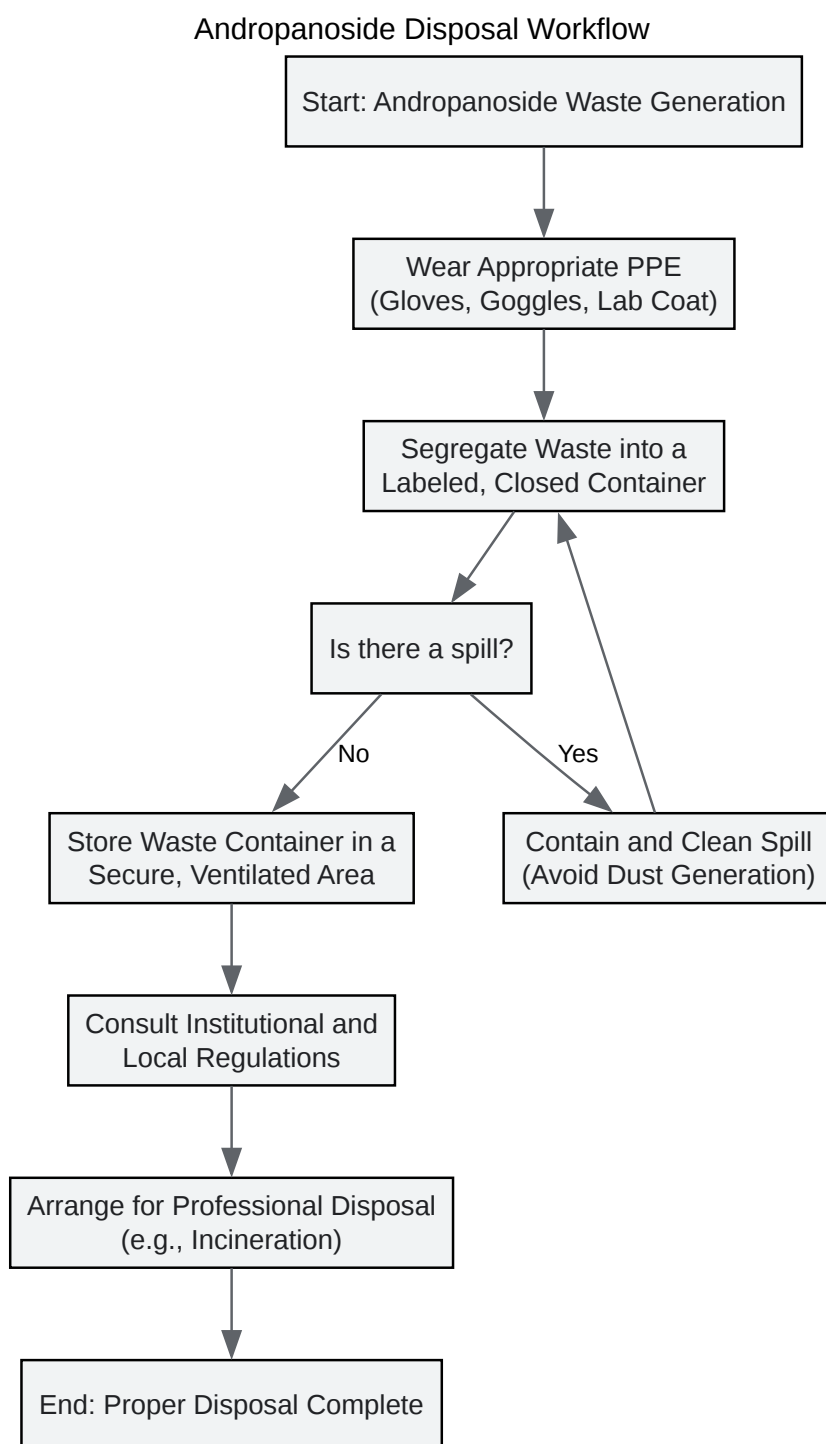 Andropanoside Disposal Workflow
Start: Andropanoside Waste Generation
Wear Appropriate PPE
(Gloves, Goggles, Lab Coat)
Segregate Waste into a
Labeled, Closed Container
Is there a spill?
No
Yes
Store Waste Container in a
Secure, Ventilated Area
Contain and Clean Spill
(Avoid Dust Generation)
Consult Institutional and
Local Regulations
Arrange for Professional Disposal
(e.g., Incineration)
End: Proper Disposal Complete